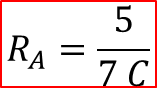 R_A = 5 / 7 C